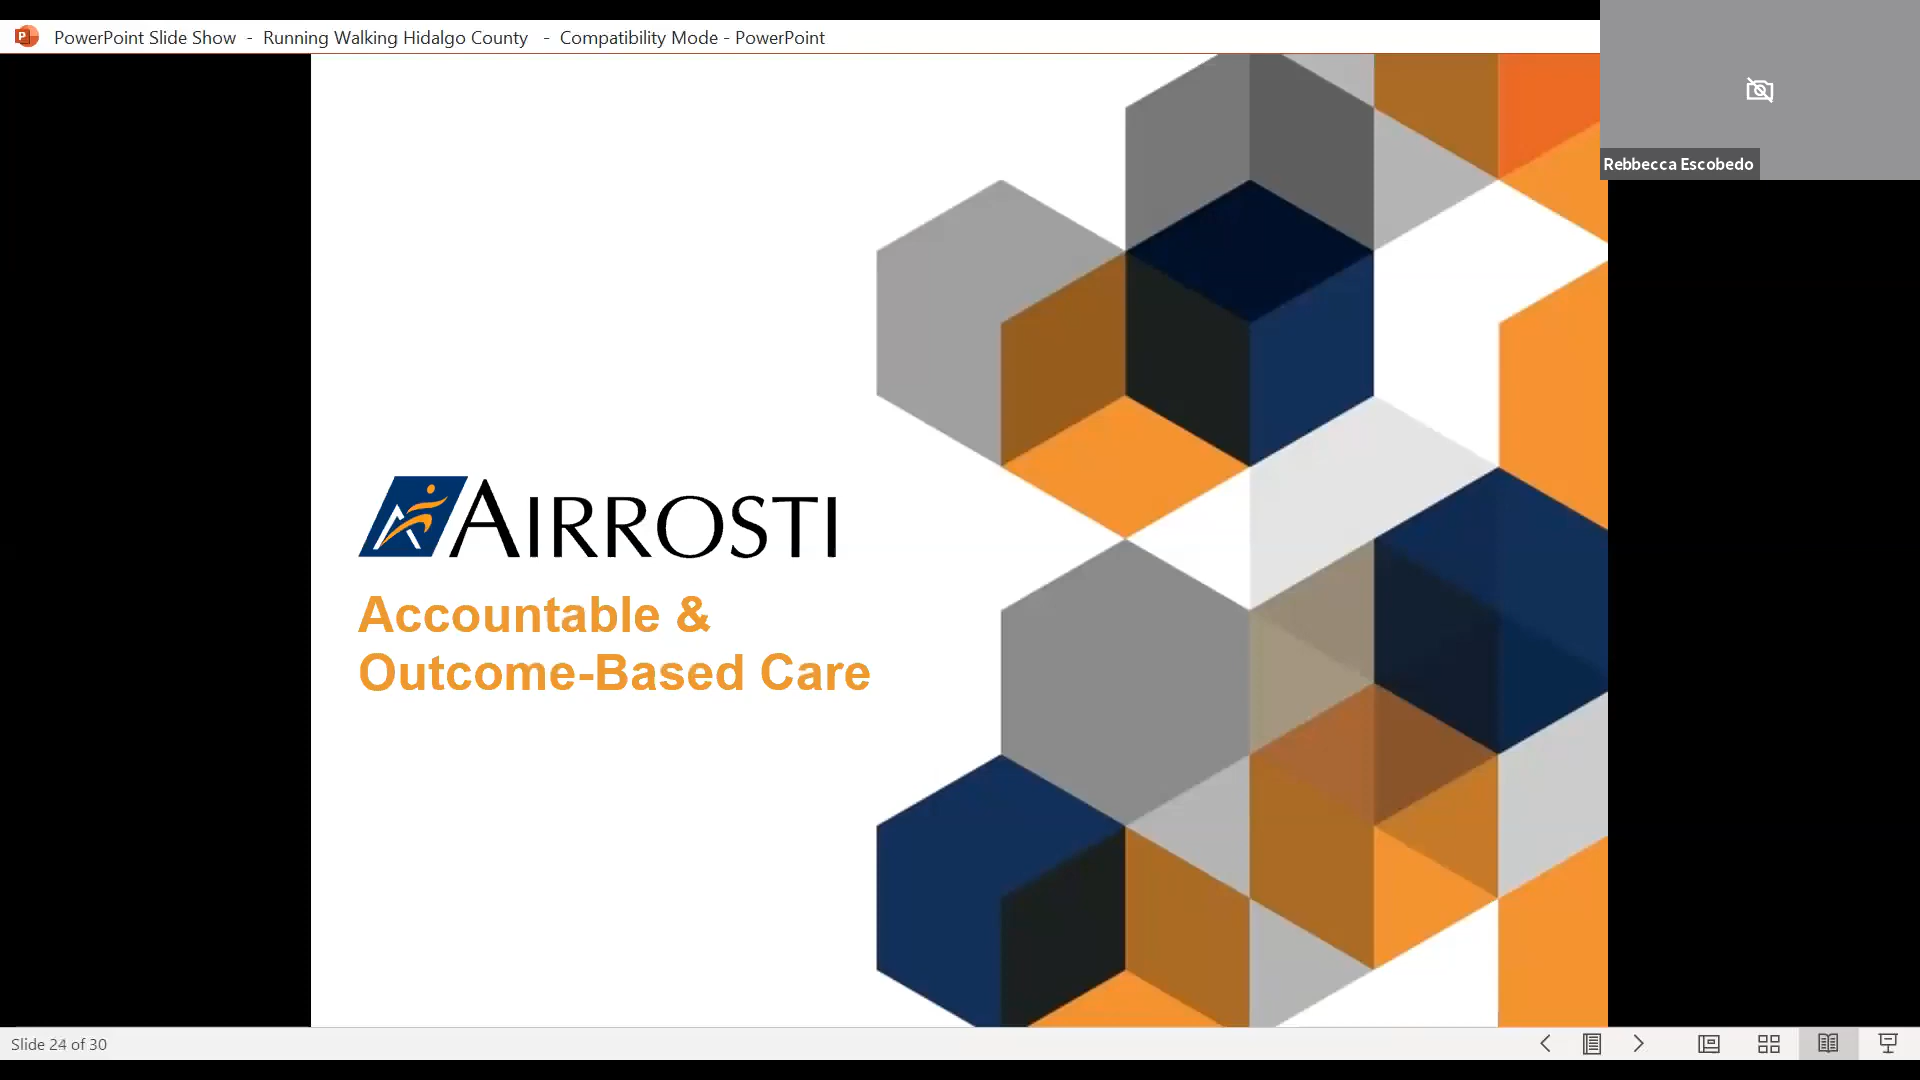 PowerPoint Slide Show - Running Walking Hidalgo County - Compatibility Mode - PowerPoint
Rebbecca Escobedo
AIRROSTI
Accountable &
Outcome-Based Care
Slide 24 of 30